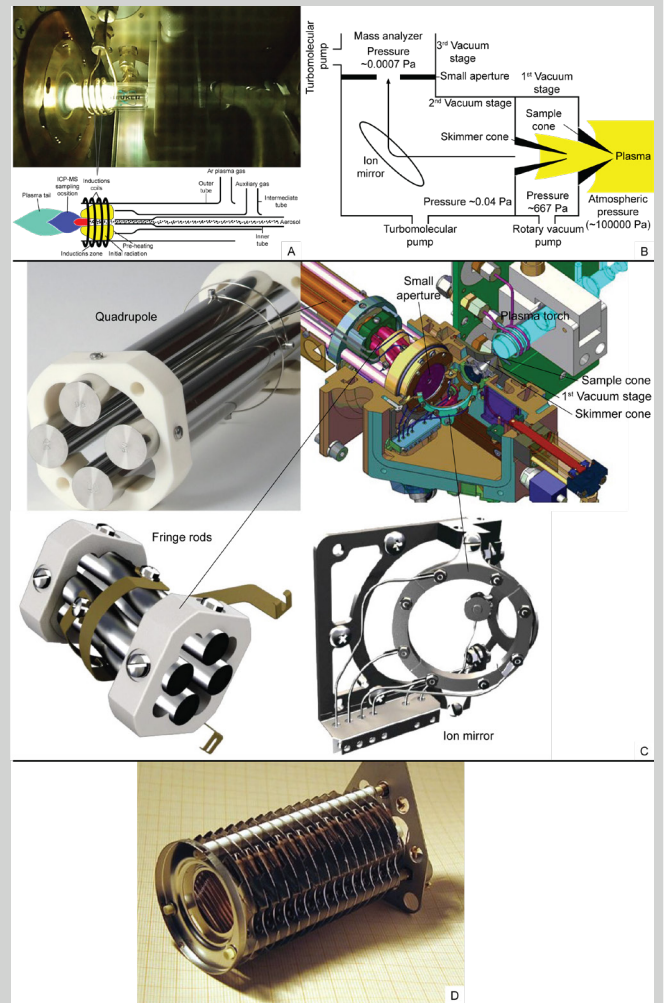 Ar plasma gas
Outer tube
Auxiliary gas
Intermediate
tube
Inductions
coils
ICP-MS
sampling
oosition
Plasma tail
Aerosol
Inner
tube
Pre-heating
Initial radiation
Inductions zone
A
Turbomolecular
pump
Mass analyzer
Pressure
~0.0007 Pa
3rd Vacuum
stage
Small aperture
1st Vacuum
stage
2nd Vacuum stage
Sample
cone
Skimmer cone
Plasma
Ion
mirror
Pressure ~0.04 Pa
Pressure
~667 Pa
Atmospheric
pressure
(~100000 Pa)
Turbomolecular
pump
Rotary vacuum
pump
B
Quadrupole
Small
aperture
Plasma torch
Sample cone
1st Vacuum stage
Skimmer cone
Fringe rods
Ion mirror
C
D